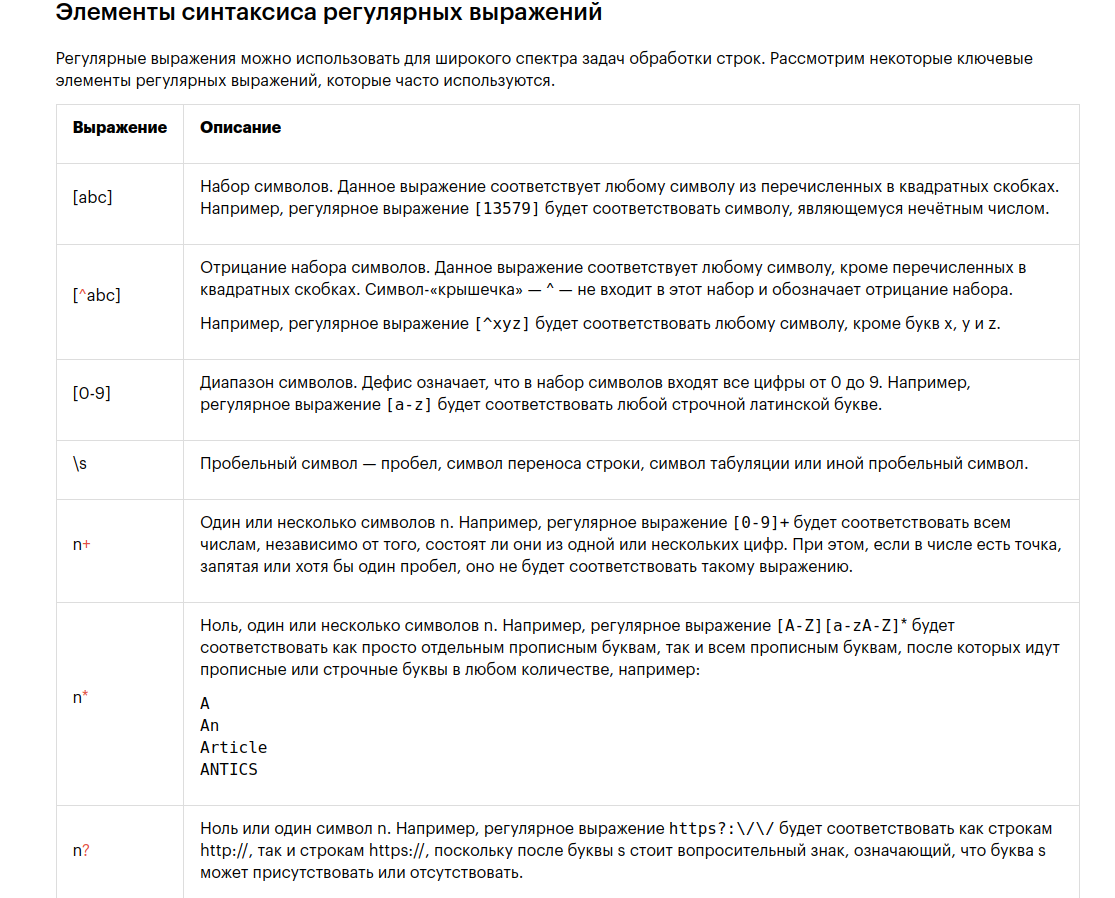 Элементы синтаксиса регулярных выражений
Регулярные выражения можно использовать для широкого спектра задач обработки строк. Рассмотрим некоторые ключевые
элементы регулярных выражений, которые часто используются.
Выражение Описание
[abc]
Набор символов. Данное выражение соответствует любому символу из перечисленных в квадратных скобках.
Например, регулярное выражение [13579] будет соответствовать символу, являющемуся нечётным числом.
[^abc]
Отрицание набора символов. Данное выражение соответствует любому символу, кроме перечисленных в
квадратных скобках. Символ-«крышечка» — ^ — не входит в этот набор и обозначает отрицание набора.
Например, регулярное выражение [^xyz] будет соответствовать любому символу, кроме букв x, y и z.
[0-9]
Диапазон символов. Дефис означает, что в набор символов входят все цифры от 0 до 9. Например,
регулярное выражение [a-z] будет соответствовать любой строчной латинской букве.
\s
Пробельный символ — пробел, символ переноса строки, символ табуляции или иной пробельный символ.
n+
Один или несколько символов n. Например, регулярное выражение [0-9]+ будет соответствовать всем
числам, независимо от того, состоят ли они из одной или нескольких цифр. При этом, если в числе есть точка,
запятая или хотя бы один пробел, оно не будет соответствовать такому выражению.
n*
Ноль, один или несколько символов n. Например, регулярное выражение [A-Z][a-zA-Z]* будет
соответствовать как просто отдельным прописным буквам, так и всем прописным буквам, после которых идут
прописные или строчные буквы в любом количестве, например:
A
An
Article
ANTICS
n?
Ноль или один символ n. Например, регулярное выражение https?:\/\/ будет соответствовать как строкам
http://, так и строкам https://, поскольку после буквы s стоит вопросительный знак, означающий, что буква s
может присутствовать или отсутствовать.